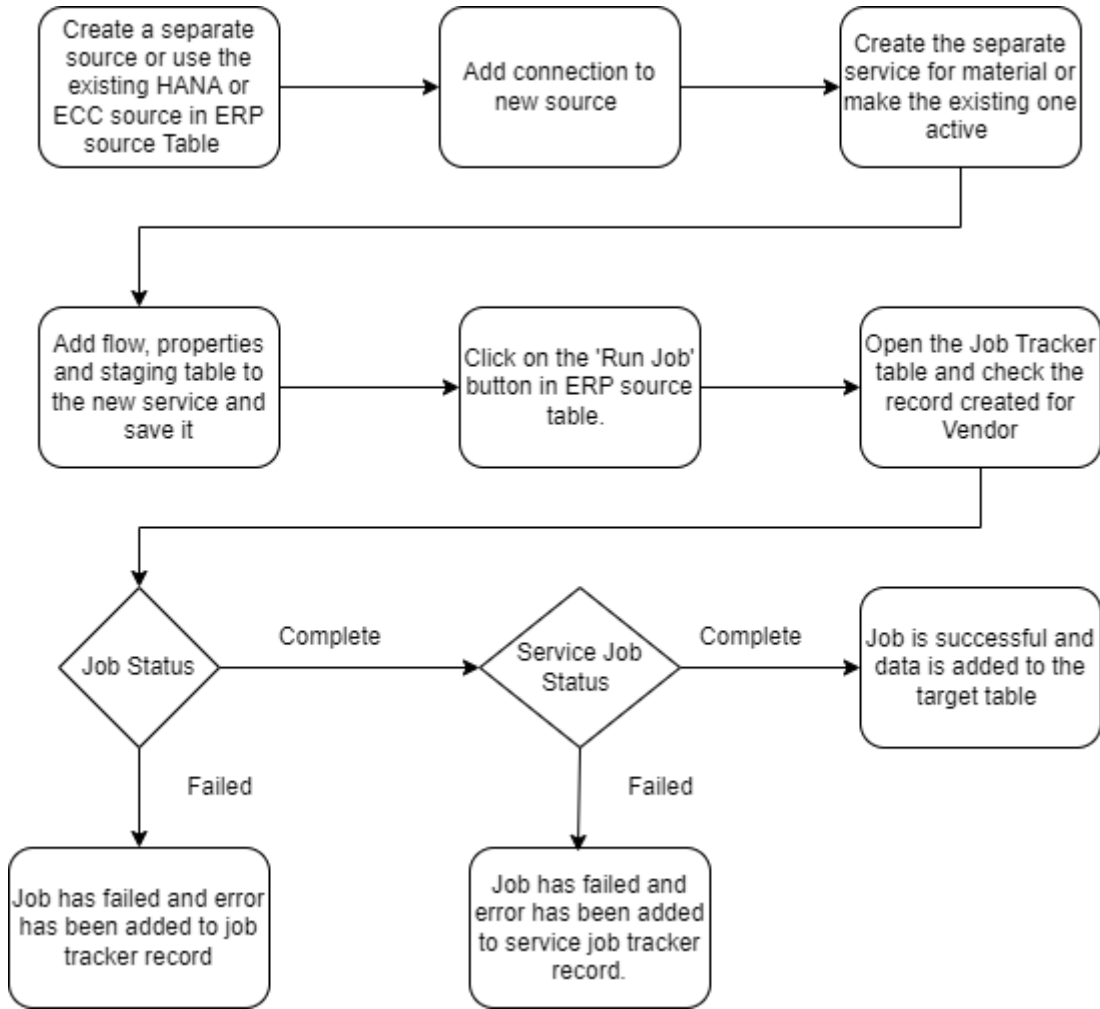 Create a separate
source or use the
existing HANA or
ECC source in ERP
source Table
Add connection to
new source
Create the separate
service for material or
make the existing one
active
Add flow, properties
and staging table to
the new service and
save it
Click on the 'Run Job'
button in ERP source
table.
Open the Job Tracker
table and check the
record created for
Vendor
Job Status
Complete
Service Job
Status
Complete
Job is successful and
data is added to the
target table
Failed
Failed
Job has failed and error
has been added to job
tracker record
Job has failed and
error has been added
to service job tracker
record.